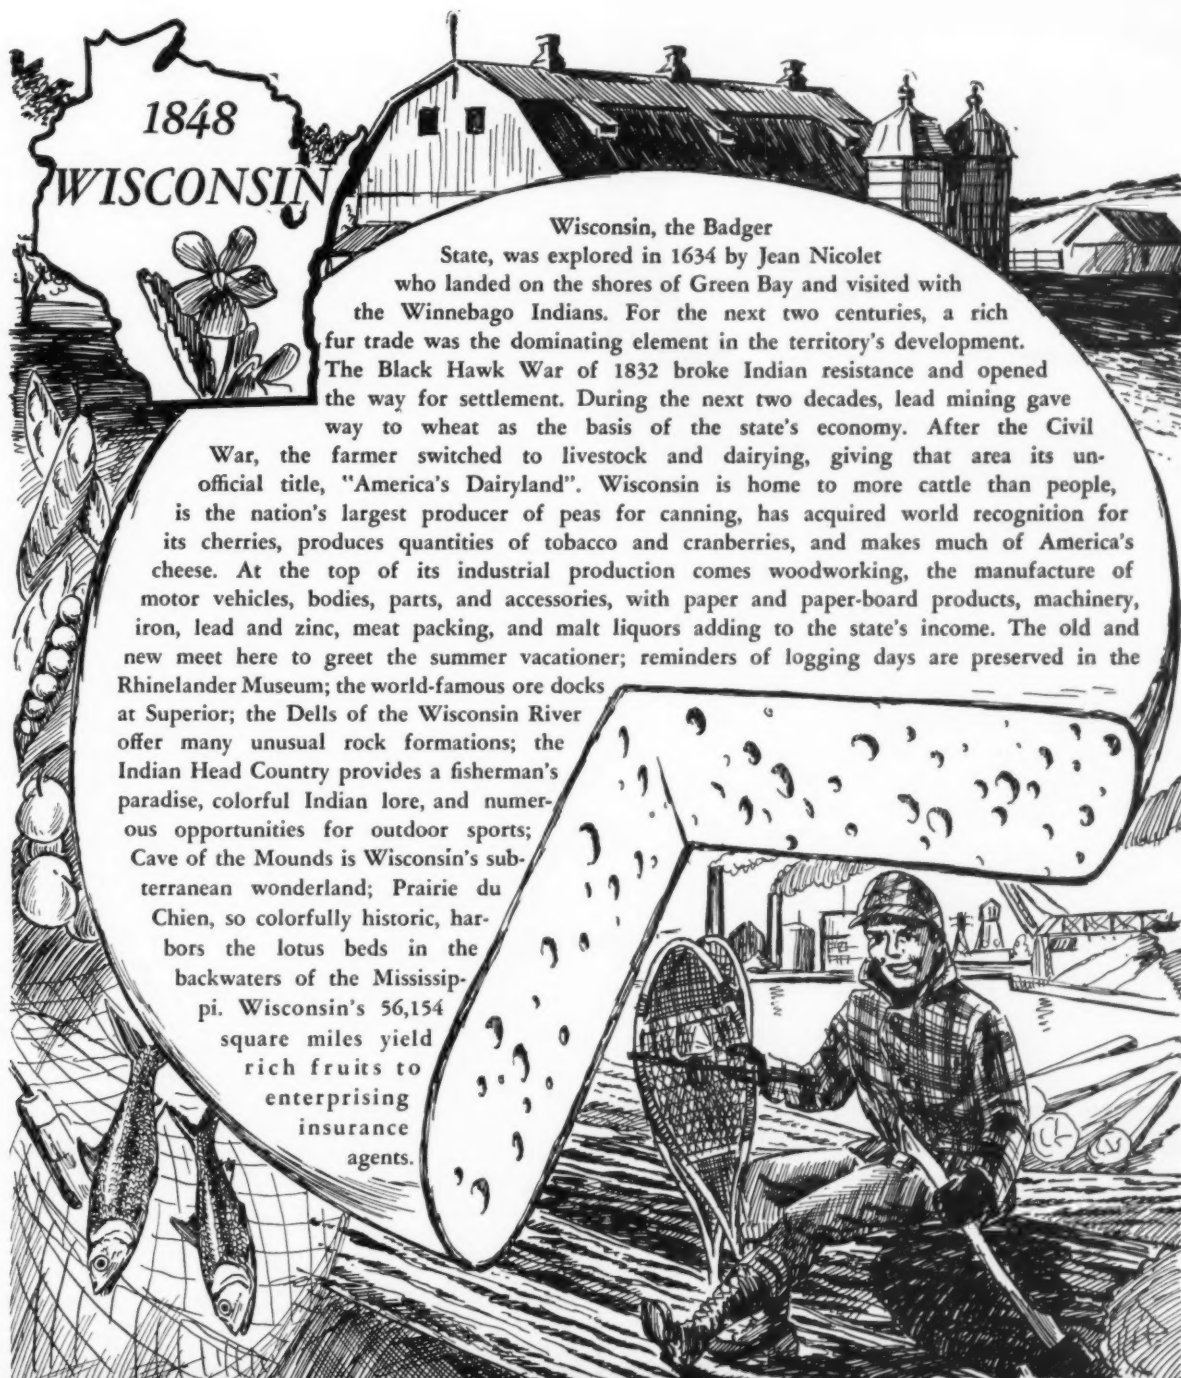 1848
WISCONSIN
Wisconsin, the Badger
State, was explored in 1634 by Jean Nicolet
who landed on the shores of Green Bay and visited with
the Winnebago Indians. For the next two centuries, a rich
fur trade was the dominating element in the territory's development.
The Black Hawk War of 1832 broke Indian resistance and opened
the way for settlement. During the next two decades, lead mining gave
way to wheat as the basis of the state's economy. After the Civil
War, the farmer switched to livestock and dairying, giving that area its un-
official title, "America's Dairyland". Wisconsin is home to more cattle than people,
is the nation's largest producer of peas for canning, has acquired world recognition for
its cherries, produces quantities of tobacco and cranberries, and makes much of America's
cheese. At the top of its industrial production comes woodworking, the manufacture of
motor vehicles, bodies, parts, and accessories, with paper and paper-board products, machinery,
iron, lead and zinc, meat packing, and malt liquors adding to the state's income. The old and
new meet here to greet the summer vacationer; reminders of logging days are preserved in the
Rhinelander Museum; the world-famous ore docks
at Superior; the Dells of the Wisconsin River
offer many unusual rock formations; the
Indian Head Country provides a fisherman's
paradise, colorful Indian lore, and numer-
ous opportunities for outdoor sports;
Cave of the Mounds is Wisconsin's sub-
terranean wonderland; Prairie du
Chien, so colorfully historic, har-
bors the lotus beds in the
backwaters of the Mississip-
pi. Wisconsin's 56,154
square miles yield
rich fruits to
enterprising
insurance
agents.